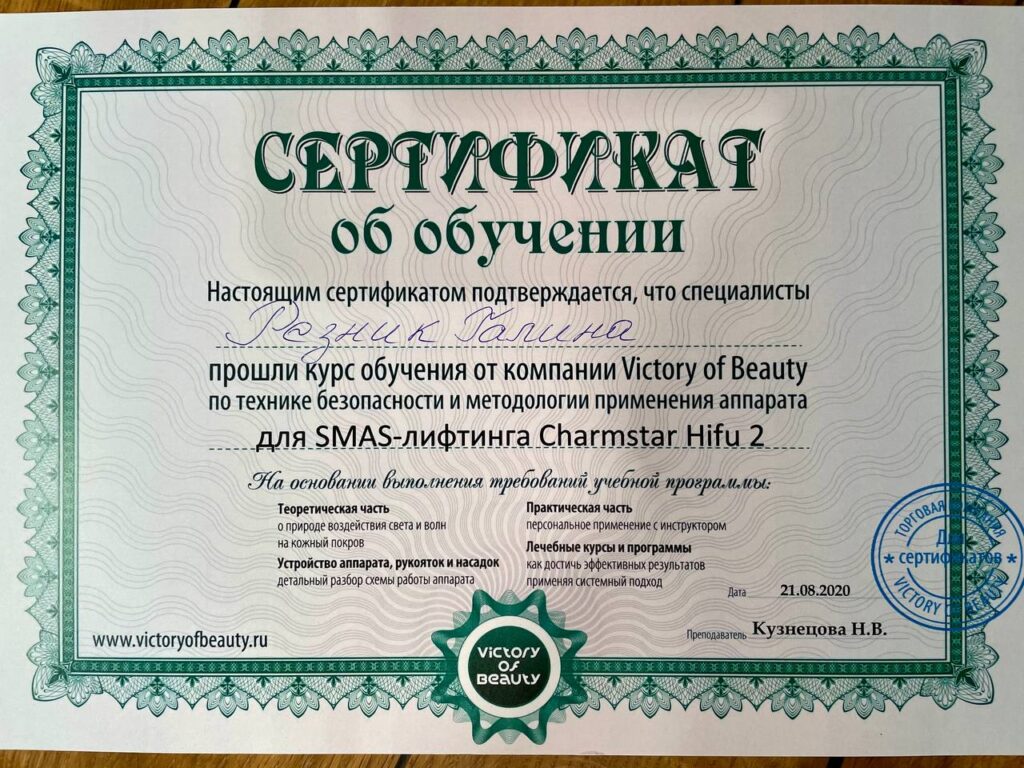 СЕРТИФИКАТ
об обучении
Настоящим сертификатом подтверждается, что специалисты
Резник Галина
прошли курс обучения от компании Victory of Beauty
по технике безопасности и методологии применения аппарата
для SMAS-лифтинга Charmstar Hifu 2
На основании выполнения требований учебной программы:
Теоретическая часть
о природе воздействия света и волн
на кожный покров
Устройство аппарата, рукояток и насадок
детальный разбор схемы работы аппарата
Практическая часть
персональное применение с инструктором
Лечебные курсы и программы
как достичь эффективных результатов
применяя системный подход
Дата 21.08.2020
Преподаватель Кузнецова Н.В.
www.victoryofbeauty.ru
VICTORY
OF
BEAUTY
ТОРГОВАЯ
Для
* сертификатов *
VICTORY OF BEAUTY